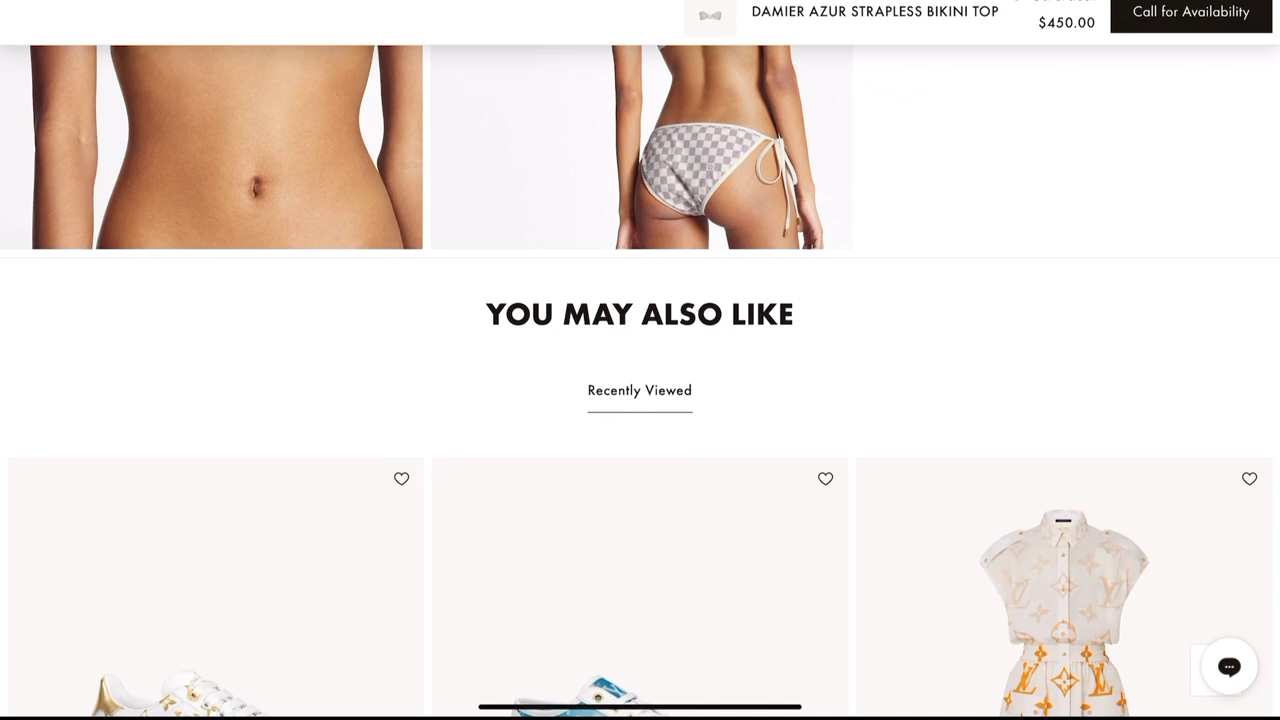 DAMIER AZUR STRAPLESS BIKINI TOP
$450.00
Call for Availability
YOU MAY ALSO LIKE
Recently Viewed